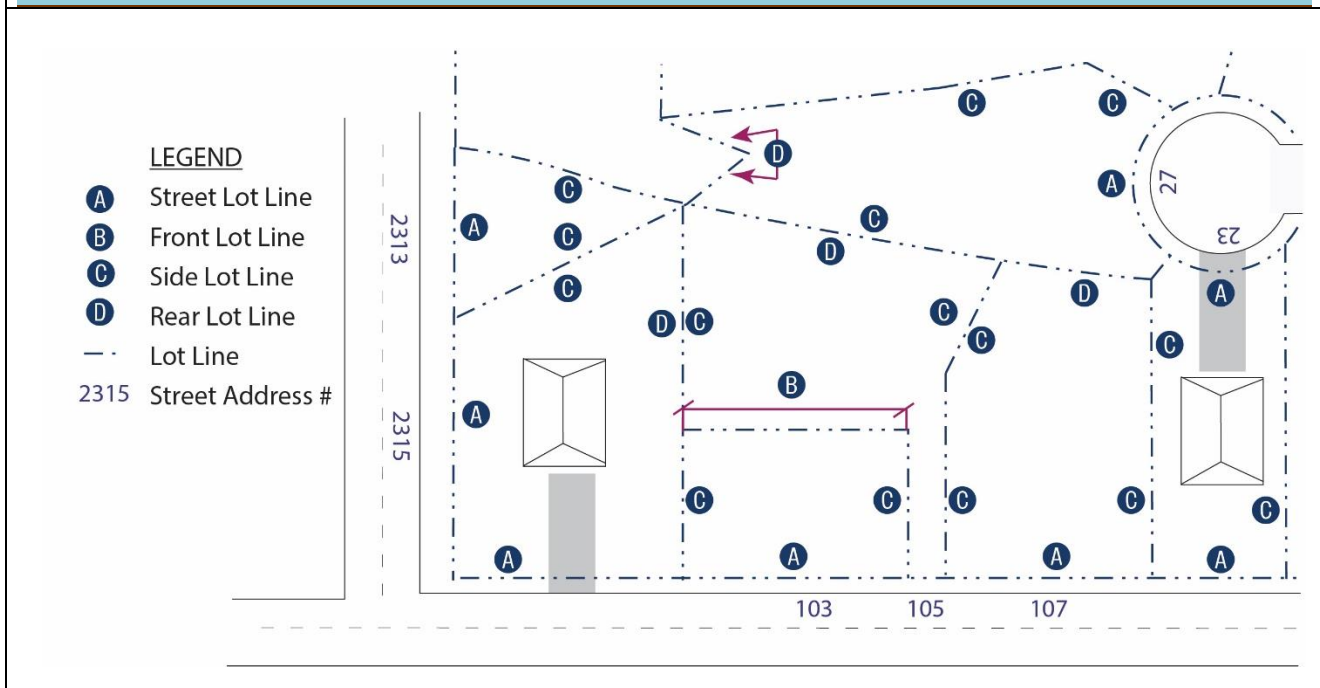 LEGEND
A Street Lot Line
B Front Lot Line
C Side Lot Line
D Rear Lot Line
Lot Line
2315 Street Address #
C
C
D
A
27
C
A
C
C
2313
C
D
23
C
D
A
D
C
C
C
C
B
A
2315
C
C
C
C
C
A
A
A
A
103
105
107